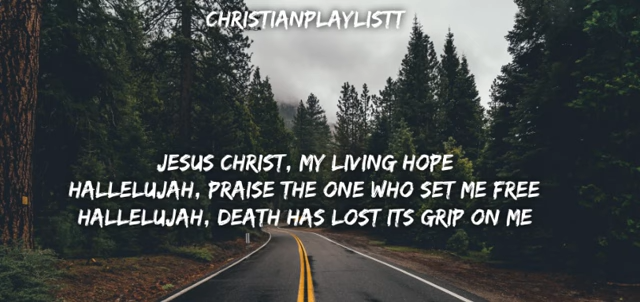 CHRISTIANPLAYLISTT
JESUS CHRIST, MY LIVING HOPE
HALLELUJAH, PRAISE THE ONE WHO SET ME FREE
HALLELUJAH, DEATH HAS LOST ITS GRIP ON ME